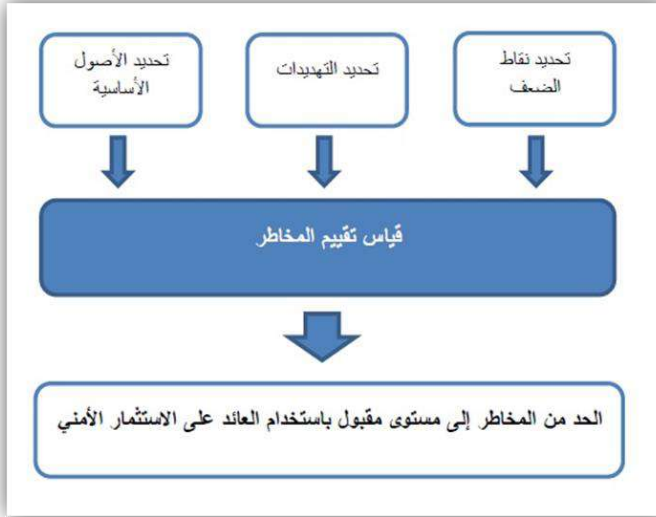 تحديد نقاط
الضعف
تحديد التهديدات
تحديد الأصول
الأساسية
قياس تقييم المخاطر
الحد من المخاطر إلى مستوى مقبول باستخدام العائد على الاستثمار الأمني